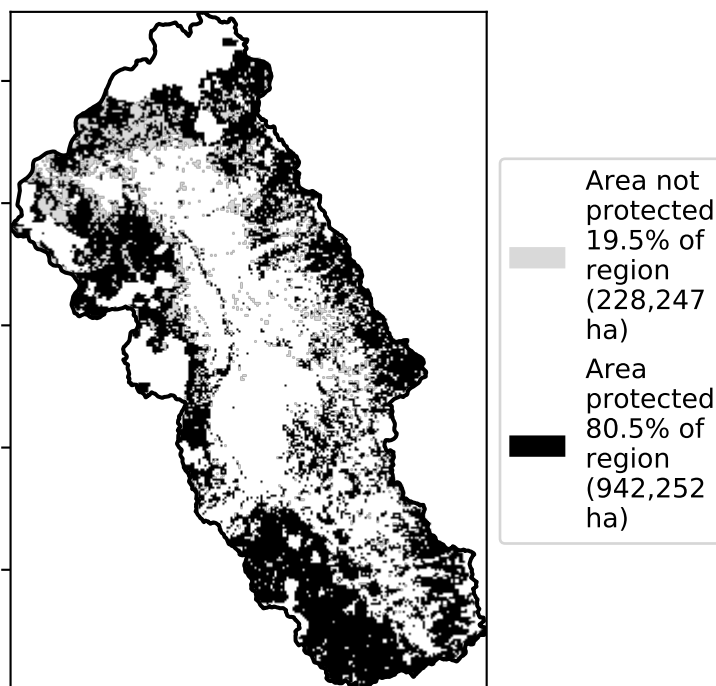 Area not
protected
19.5% of
region
(228,247
ha)
Area
protected
80.5% of
region
(942,252
ha)